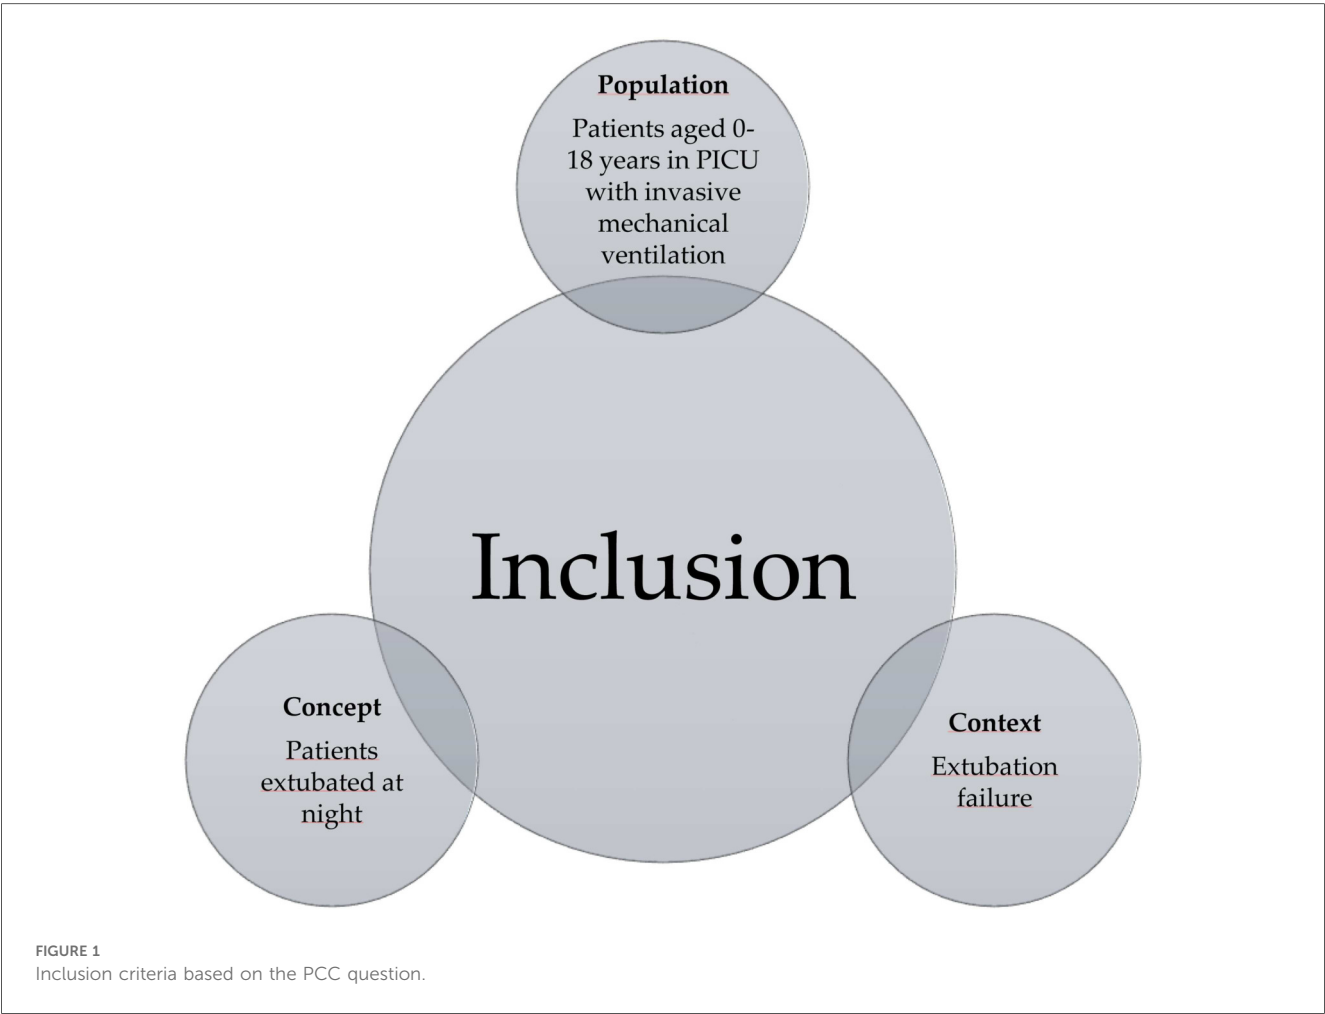 Population
Patients aged 0-
18 years in PICU
with invasive
mechanical
ventilation
Inclusion
Concept
Patients
extubated at
night
Context
Extubation
failure
FIGURE 1
Inclusion criteria based on the PCC question.